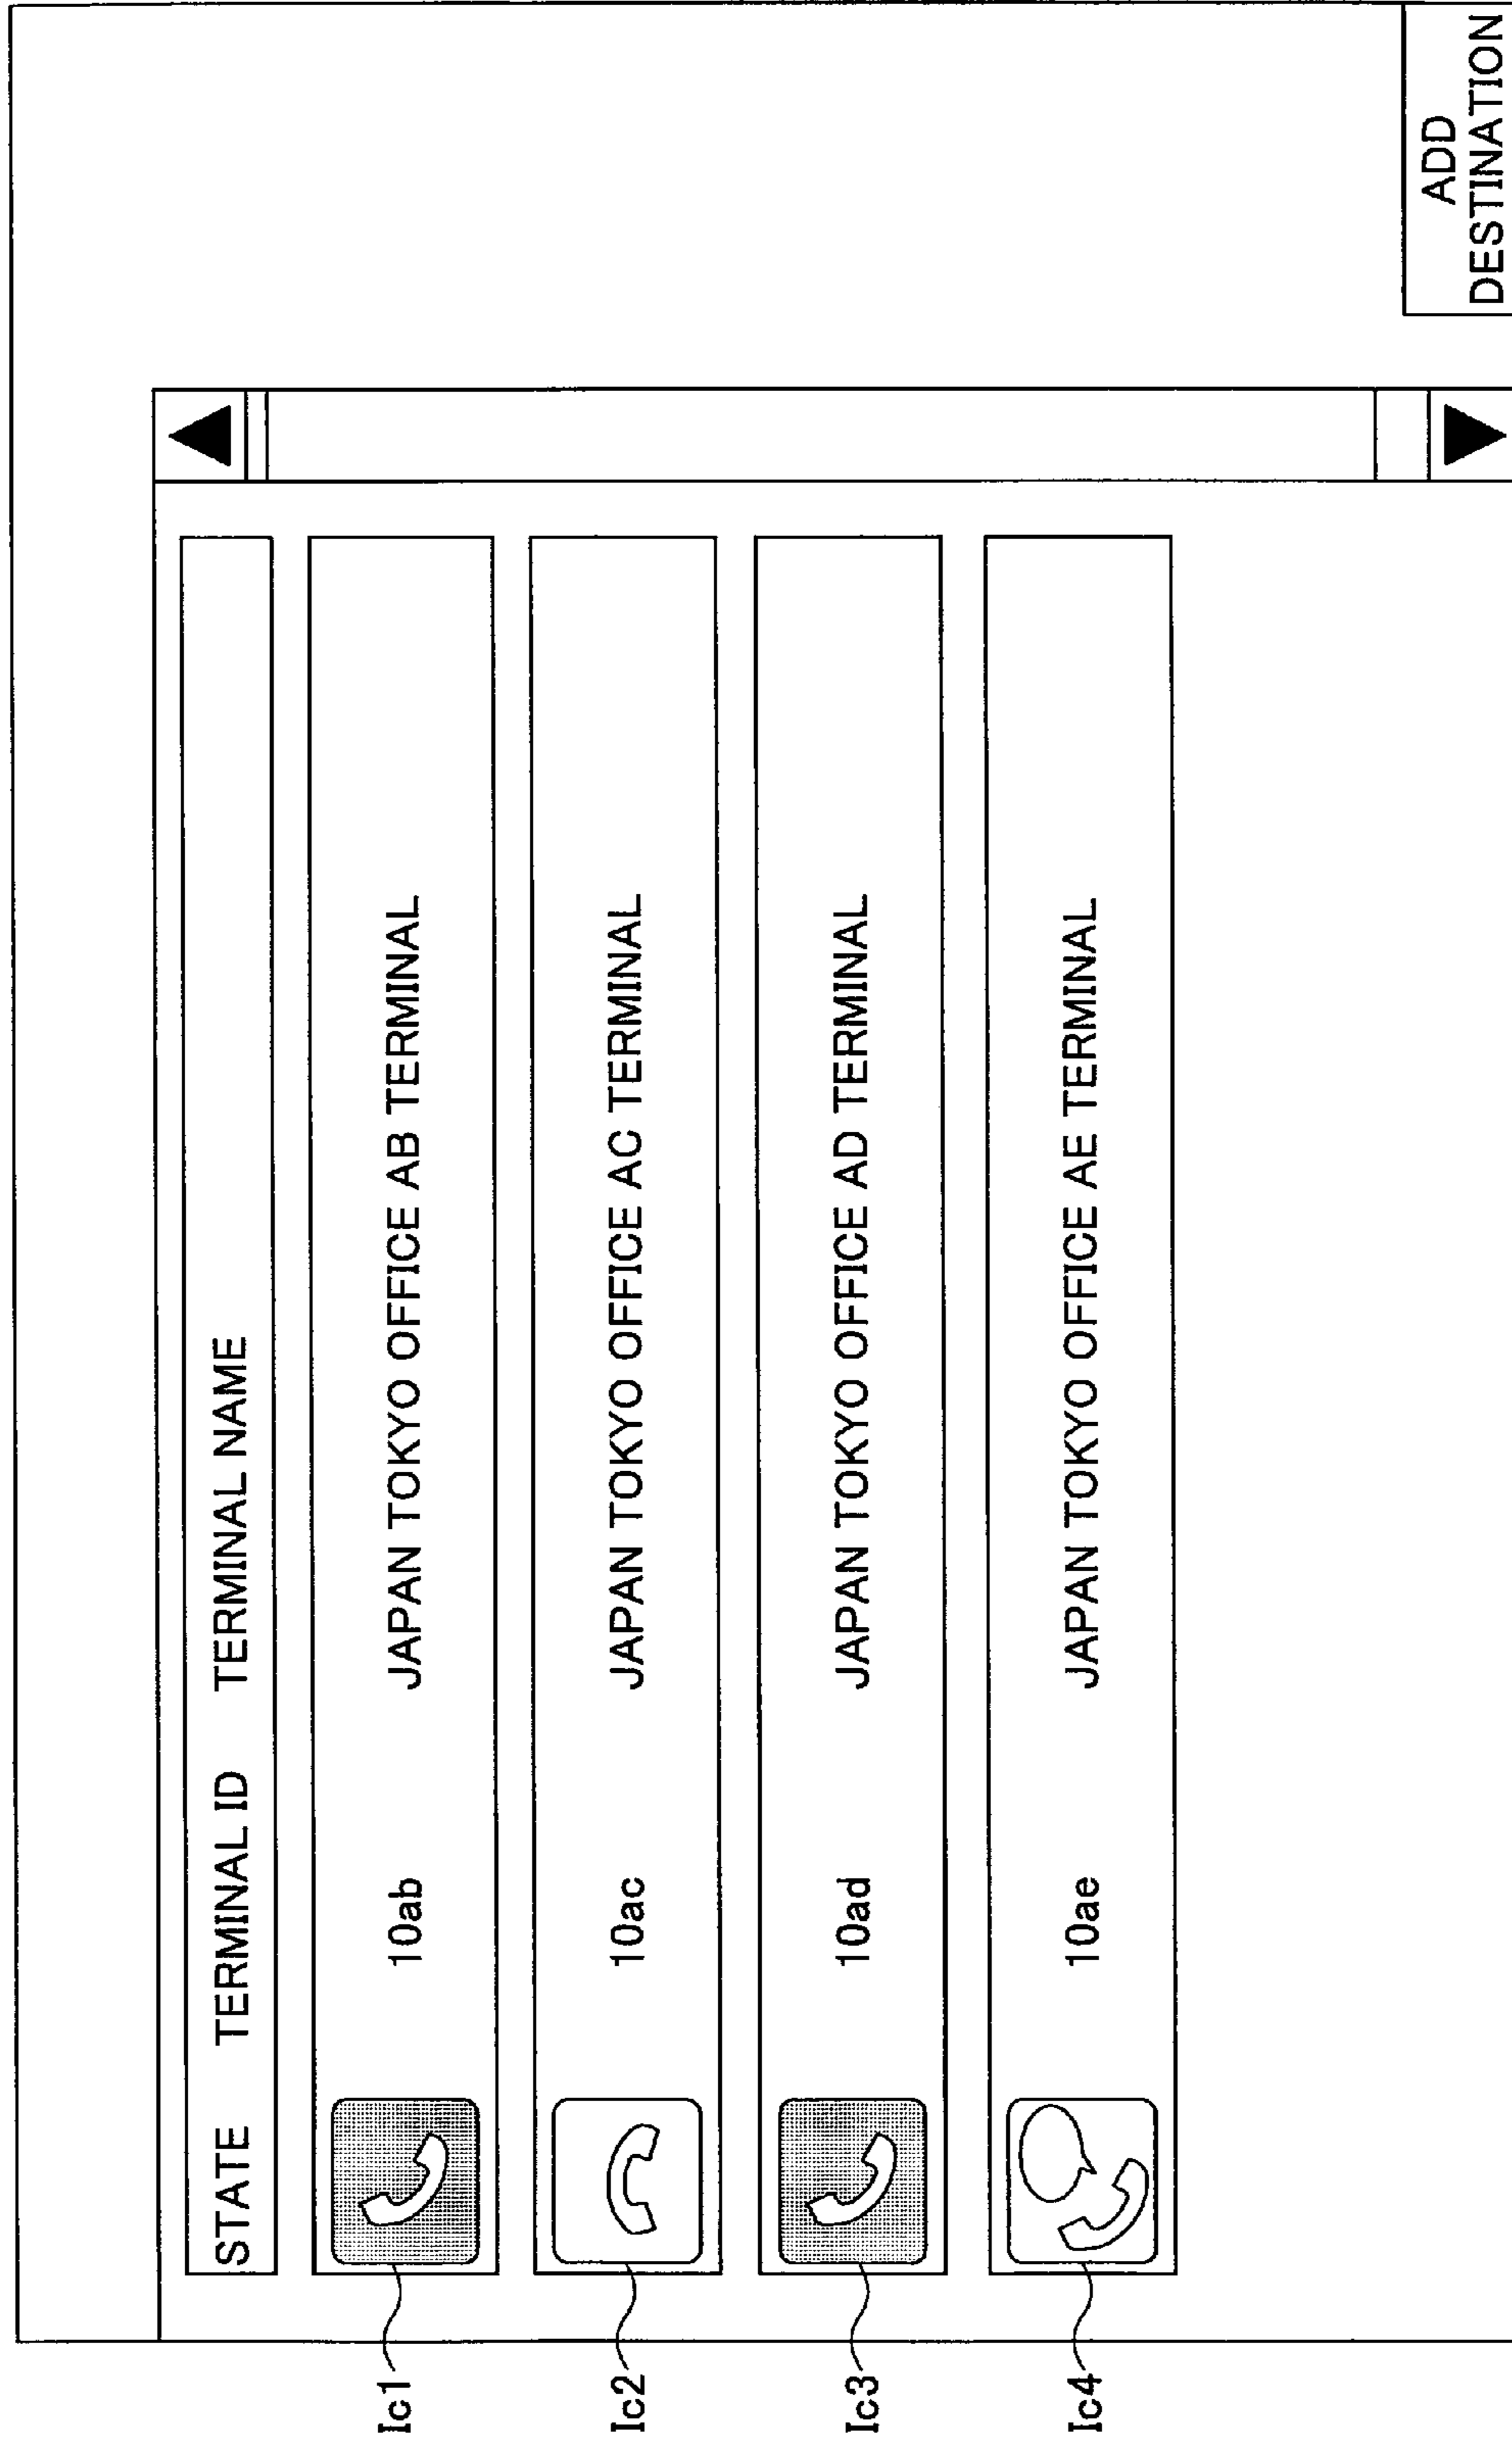 STATE TERMINAL ID TERMINAL NAME
Ic1 10ab JAPAN TOKYO OFFICE AB TERMINAL
Ic2 10ac JAPAN TOKYO OFFICE AC TERMINAL
Ic3 10ad JAPAN TOKYO OFFICE AD TERMINAL
Ic4 10ae JAPAN TOKYO OFFICE AE TERMINAL
ADD
DESTINATION